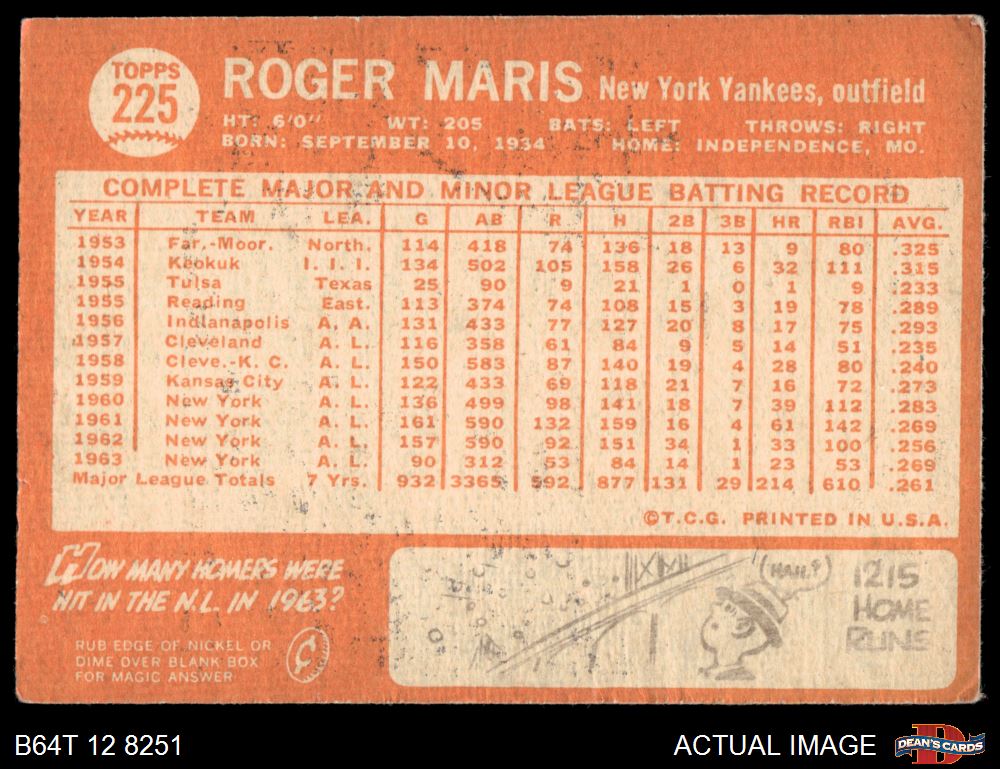 TOPPS
225
ROGER MARIS New York Yankees, outfield
HT: 6'0" WT: 205 BATS: LEFT THROWS: RIGHT
BORN: SEPTEMBER 10, 1934 HOME: INDEPENDENCE, MO.
COMPLETE MAJOR AND MINOR LEAGUE BATTING RECORD
YEAR TEAM LEA. G AB R H 2B 3B HR RBI AVG.
1953 Far.-Moor. North. 114 418 74 136 18 13 9 80 .325
1954 Keokuk I. I. I. 134 502 105 158 26 6 32 111 .315
1955 Tulsa Texas 25 90 9 21 1 0 1 9 .233
1955 Reading East. 113 374 74 108 15 3 19 78 .289
1956 Indianapolis A. A. 131 433 77 127 20 8 17 75 .293
1957 Cleveland A. L. 116 358 61 84 9 5 14 51 .235
1958 Cleve.-K. C. A. L. 150 583 87 140 19 4 28 80 .240
1959 Kansas City A. L. 122 433 69 118 21 7 16 72 .273
1960 New York A. L. 136 499 98 141 18 7 39 112 .283
1961 New York A. L. 161 590 132 159 16 4 61 142 .269
1962 New York A. L. 157 590 92 151 34 1 33 100 .256
1963 New York A. L. 90 312 53 84 14 1 23 53 .269
Major League Totals 7 Yrs. 932 3365 592 877 131 29 214 610 .261
©T.C.G. PRINTED IN U.S.A.
HOW MANY HOMERS WERE
HIT IN THE N.L. IN 1963?
RUB EDGE OF NICKEL OR
DIME OVER BLANK BOX
FOR MAGIC ANSWER
(HAIL?)
1215
HOME
RUNS
B64T 12 8251
ACTUAL IMAGE
DEAN'S CARDS